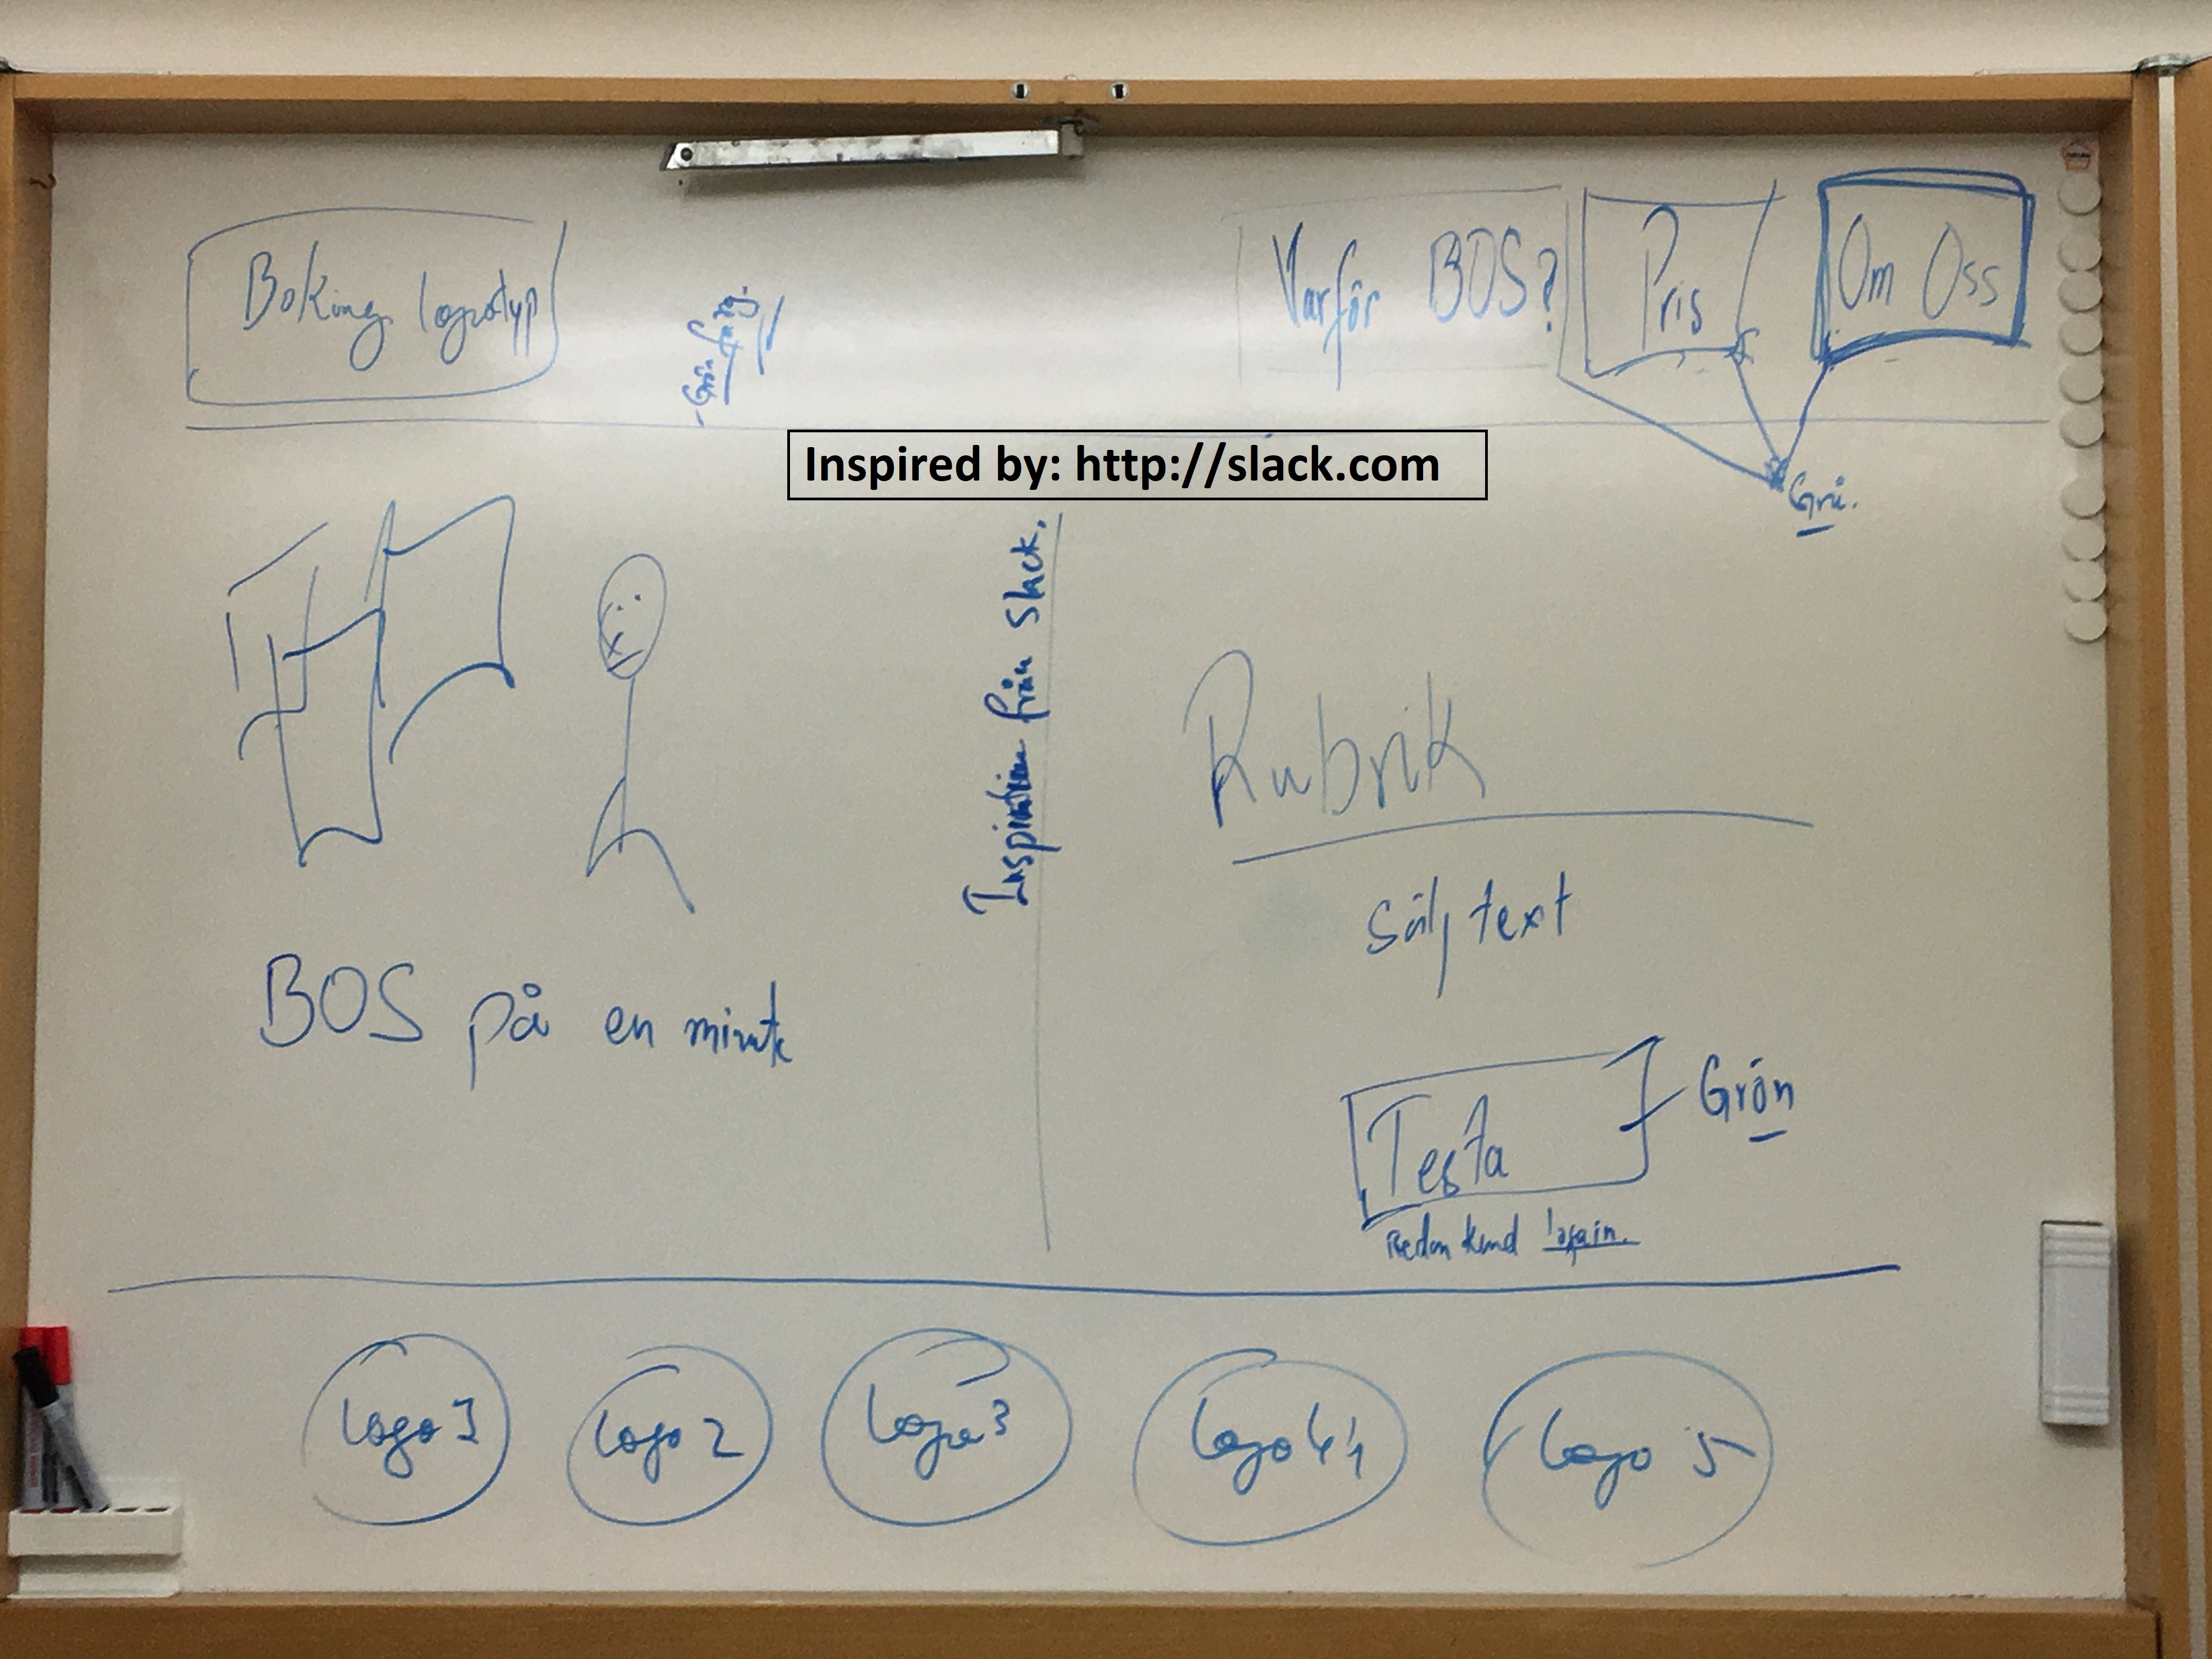 Boking logotyp
- Grön färg.
Varför BOS?
Pris
Om Oss
Inspired by: http://slack.com
Grå.
Inspiration från Slack.
Rubrik
Sälj text
BOS på en minut
Testa
Grön
Redan kund logain.
Logo 1
Logo 2
Logo 3
Logo 4
Logo 5